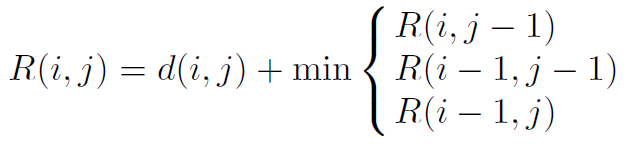 R(i, j − 1)
R(i, j) = d(i, j) + min { R(i − 1, j − 1)
R(i − 1, j)